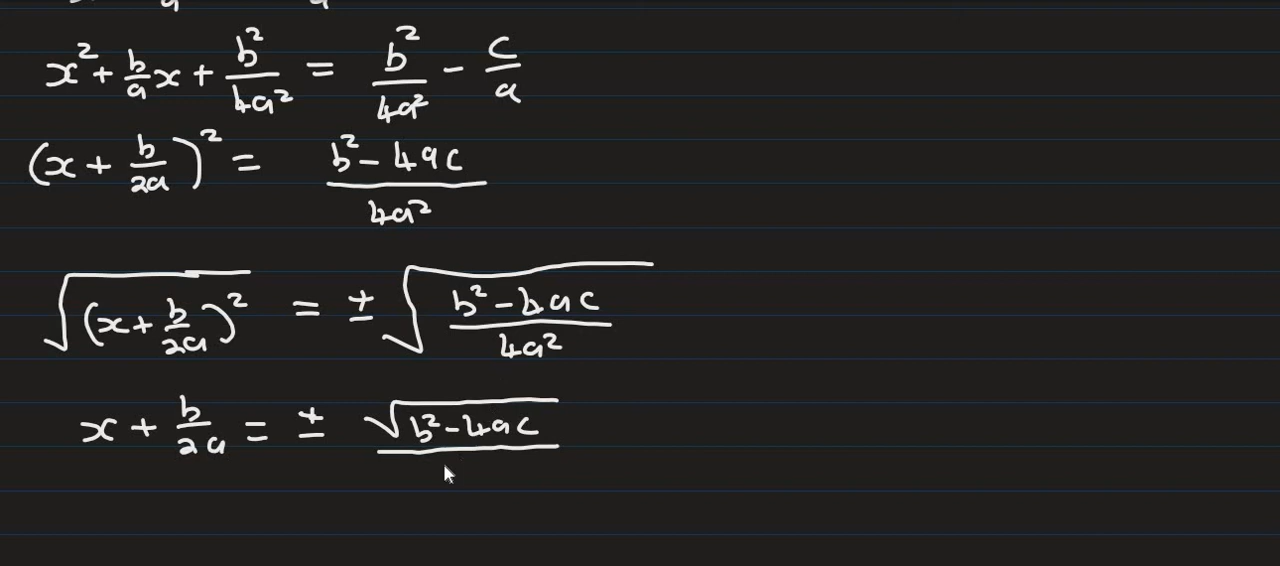 x² + b/a x + b²/4a² = b²/4a² - c/a
(x + b/2a)² = b² - 4ac/4a²
√(x + b/2a)² = ± √b² - 4ac/4a²
x + b/2a = ± √b² - 4ac